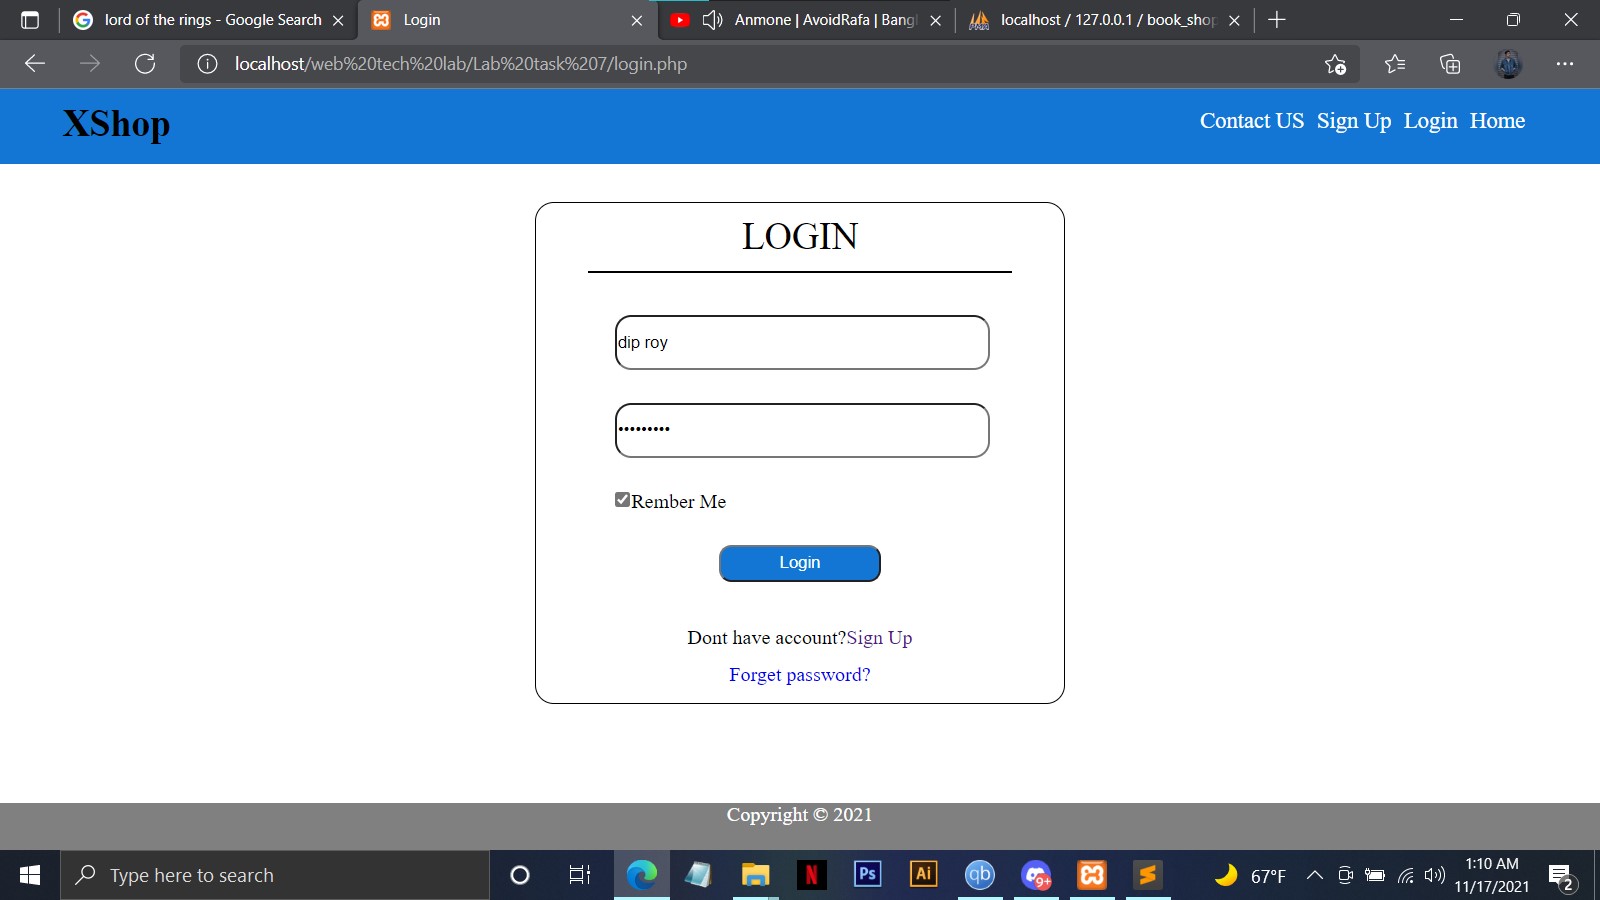 lord of the rings - Google Search
Login
Anmone | AvoidRafa | Bangl
localhost / 127.0.0.1 / book_shop
localhost/web%20tech%20lab/Lab%20task%207/login.php
XShop
Contact US Sign Up Login Home
LOGIN
dip roy
•••••••••
Rember Me
Login
Dont have account?Sign Up
Forget password?
Copyright © 2021
Type here to search
N
Ps
Ai
qb
9+
67°F
1:10 AM
11/17/2021
2